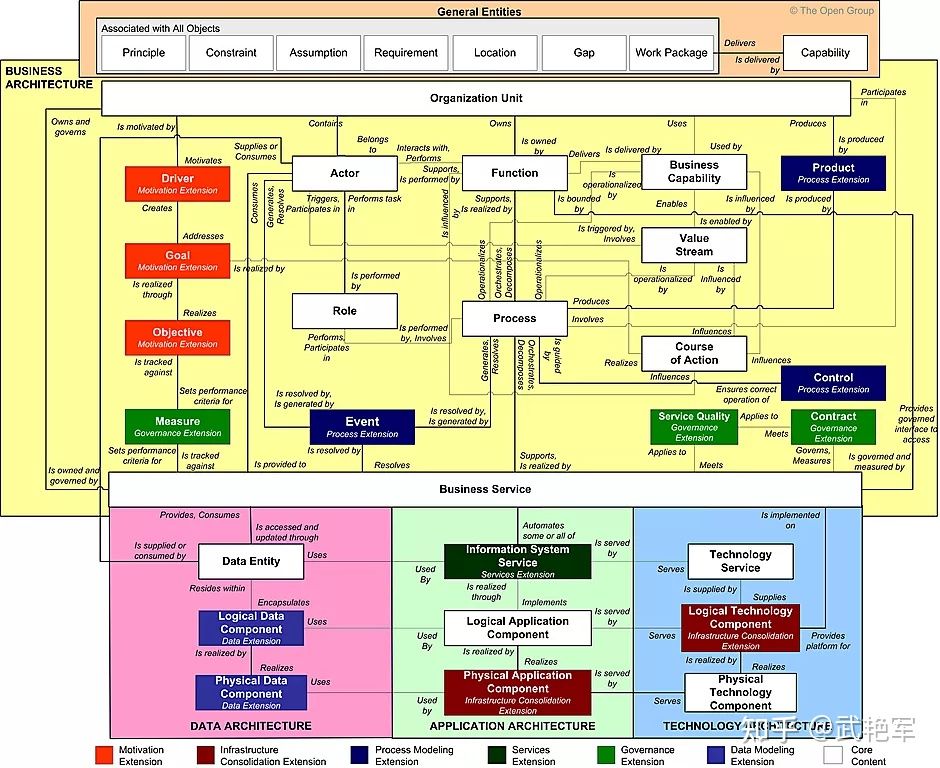 General Entities
© The Open Group
Associated with All Objects
Principle
Constraint
Assumption
Requirement
Location
Gap
Work Package
Delivers
Is delivered
by
Capability
BUSINESS
ARCHITECTURE
Organization Unit
Participates
in
Owns and
governs
Is motivated by
Contains
Owns
Uses
Produces
Supplies or
Consumes
Belongs
to
Interacts with,
Performs
Is owned
by
Delivers
Is delivered by
Used by
Is produced
by
Motivates
Driver
Motivation Extension
Actor
Supports,
Is performed by
Function
Business
Capability
Product
Process Extension
Is
operationalized
by
Creates
Consumes
Generates,
Resolves
Triggers,
Participates in
Performs task
in
Is influenced
by
Supports,
Is realized by
Is bounded
by
Enables
Is influenced
by
Is produced
by
Is enabled by
Addresses
Goal
Motivation Extension
Is realized by
Is triggered by,
Involves
Value
Stream
Is realized
through
Is performed
by
Operationalizes
Orchestrates,
Decomposes
Operationalizes
Is
operationalized
by
Is
Influenced
by
Role
Process
Produces
Involves
Realizes
Objective
Motivation Extension
Performs,
Participates
in
Is performed
by, Involves
Generates,
Resolves
Orchestrates,
Decomposes
Is guided
by
Influences
Course
of Action
Realizes
Influences
Influences
Is tracked
against
Control
Process Extension
Ensures correct
operation of
Sets performance
criteria for
Is resolved by,
Is generated by
Measure
Governance Extension
Event
Process Extension
Is resolved by,
Is generated by
Service Quality
Governance
Extension
Applies to
Meets
Contract
Governance
Extension
Provides
governed
interface to
access
Sets performance
criteria for
Is tracked
against
Is resolved
by
Is owned and
governed by
Is provided to
Resolves
Supports,
Is realized by
Applies to
Meets
Governs,
Measures
Is governed and
measured by
Business Service
Provides, Consumes
Is accessed and
updated through
Automates
some or all of
Is implemented
on
Is supplied or
consumed by
Data Entity
Uses
Used
By
Information System
Service
Services Extension
Is served
by
Serves
Technology
Service
Resides within
Is realized
through
Is supplied by
Encapsulates
Implements
Supplies
Logical Data
Component
Data Extension
Uses
Used
By
Logical Application
Component
Is served
by
Serves
Logical Technology
Component
Infrastructure Consolidation
Extension
Provides
platform for
Is realized by
Is realized by
Is realized by
Realizes
Realizes
Realizes
Physical Data
Component
Data Extension
Uses
Used
by
Physical Application
Component
Infrastructure Consolidation
Extension
Is served
by
Serves
Physical
Technology
Component
DATA ARCHITECTURE
APPLICATION ARCHITECTURE
TECHNOLOGY ARCHITECTURE
知乎 @武艳军
Motivation
Extension
Infrastructure
Consolidation Extension
Process Modeling
Extension
Services
Extension
Governance
Extension
Data Modeling
Extension
Core
Content